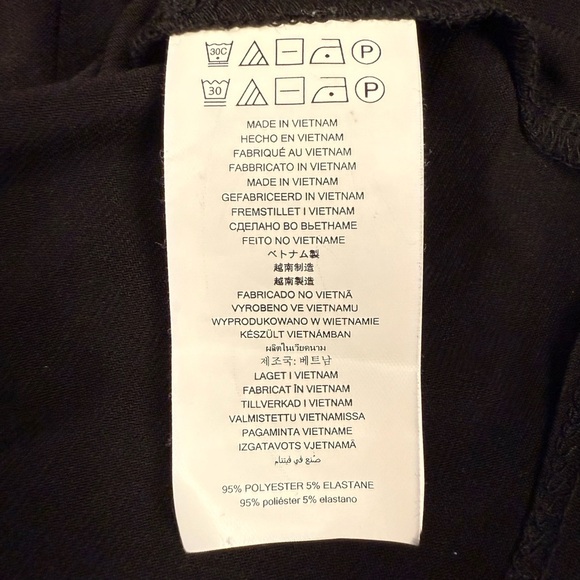 30C P
30 P
MADE IN VIETNAM
HECHO EN VIETNAM
FABRIQUÉ AU VIETNAM
FABBRICATO IN VIETNAM
MADE IN VIETNAM
GEFABRICEERD IN VIETNAM
FREMSTILLET I VIETNAM
СДЕЛАНО ВО ВЬЕТНАМЕ
FEITO NO VIETNAME
ベトナム製
越南制造
越南製造
FABRICADO NO VIETNÃ
VYROBENO VE VIETNAMU
WYPRODUKOWANO W WIETNAMIE
KÉSZÜLT VIETNÁMBAN
ผลิตในเวียดนาม
제조국: 베트남
LAGET I VIETNAM
FABRICAT ÎN VIETNAM
TILLVERKAD I VIETNAM
VALMISTETTU VIETNAMISSA
PAGAMINTA VIETNAME
IZGATAVOTS VJETNAMĀ
صنع في فيتنام
95% POLYESTER 5% ELASTANE
95% poliéster 5% elastano